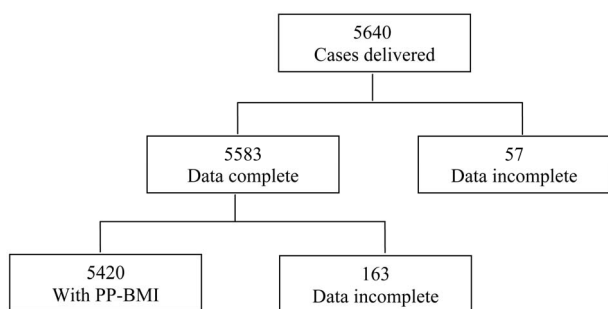 5640
Cases delivered
5583
Data complete
57
Data incomplete
5420
With PP-BMI
163
Data incomplete